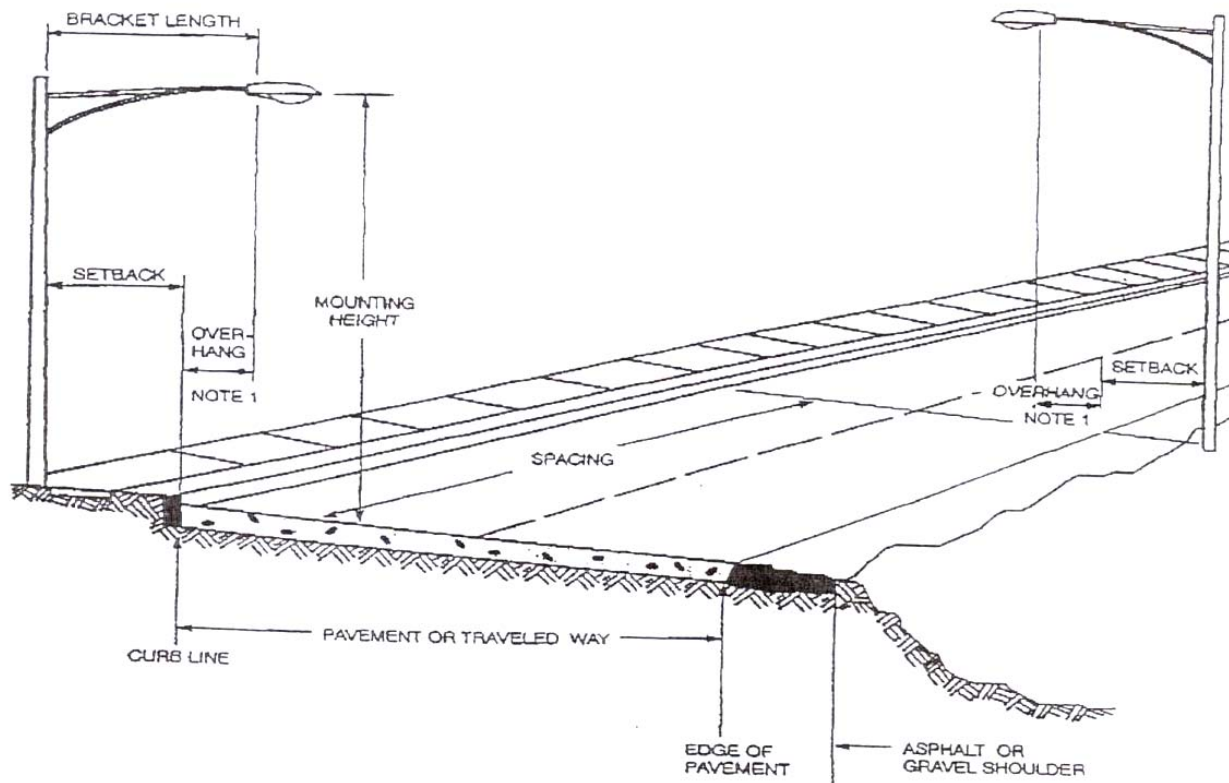 BRACKET LENGTH
SETBACK
OVER-
HANG
NOTE 1
MOUNTING
HEIGHT
SETBACK
OVERHANG
NOTE 1
SPACING
PAVEMENT OR TRAVELED WAY
CURB LINE
EDGE OF
PAVEMENT
ASPHALT OR
GRAVEL SHOULDER